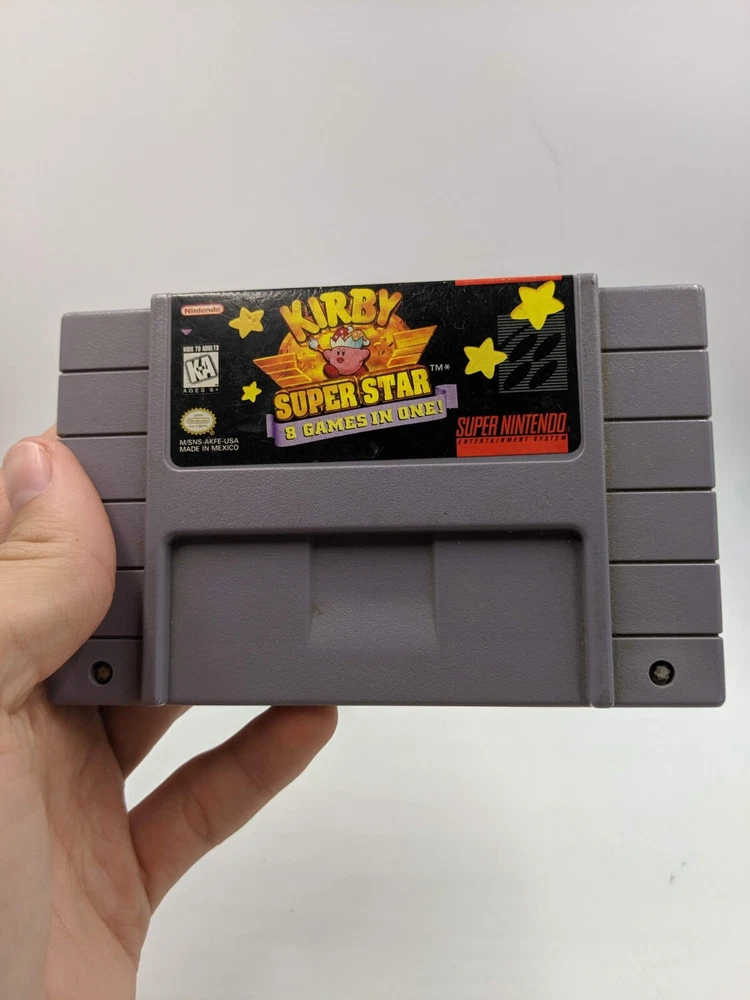 Nintendo
KIDS TO ADULTS
K-A
AGES 6+
M/SNS-AKFE-USA
MADE IN MEXICO
KIRBY
SUPER STAR
TM*
8 GAMES IN ONE!
SUPER NINTENDO
ENTERTAINMENT SYSTEM